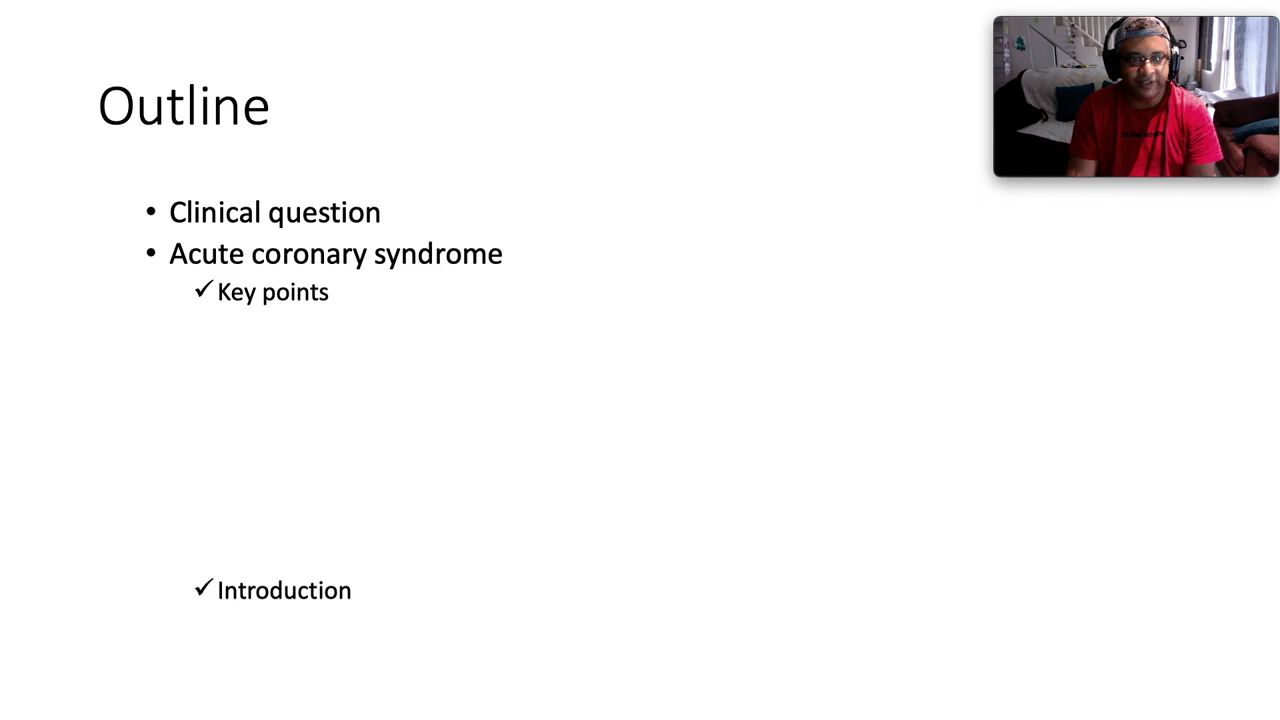 Outline
• Clinical question
• Acute coronary syndrome
✓ Key points
✓ Introduction